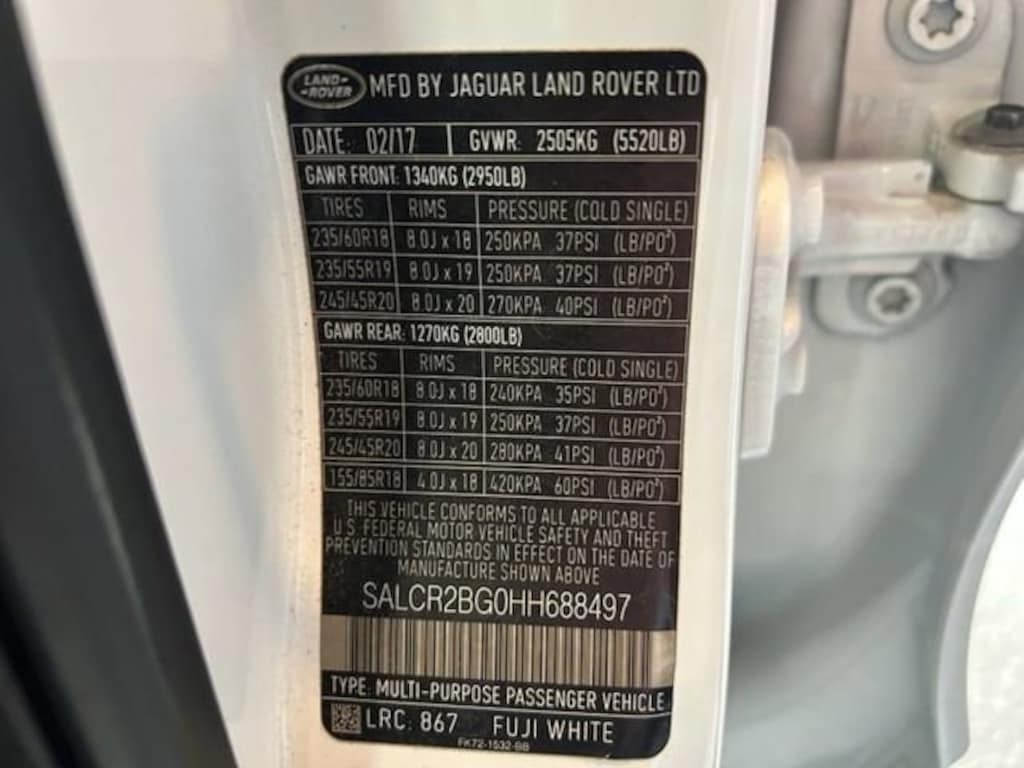 LAND-
-ROVER
MFD BY JAGUAR LAND ROVER LTD
DATE: 02/17 GVWR: 2505KG (5520LB)
GAWR FRONT: 1340KG (2950LB)
TIRES RIMS PRESSURE (COLD SINGLE)
235/60R18 8.0J x 18 250KPA 37PSI (LB/PO²)
235/55R19 8.0J x 19 250KPA 37PSI (LB/PO²)
245/45R20 8.0J x 20 270KPA 40PSI (LB/PO²)
GAWR REAR: 1270KG (2800LB)
TIRES RIMS PRESSURE (COLD SINGLE)
235/60R18 8.0J x 18 240KPA 35PSI (LB/PO²)
235/55R19 8.0J x 19 250KPA 37PSI (LB/PO²)
245/45R20 8.0J x 20 280KPA 41PSI (LB/PO²)
155/85R18 4.0J x 18 420KPA 60PSI (LB/PO²)
THIS VEHICLE CONFORMS TO ALL APPLICABLE
U.S. FEDERAL MOTOR VEHICLE SAFETY AND THEFT
PREVENTION STANDARDS IN EFFECT ON THE DATE OF
MANUFACTURE SHOWN ABOVE
SALCR2BG0HH688497
TYPE: MULTI-PURPOSE PASSENGER VEHICLE
LRC: 867 FUJI WHITE
FK72-1532-BB